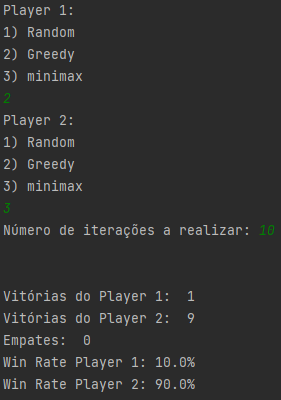 Player 1:
1) Random
2) Greedy
3) minimax
2
Player 2:
1) Random
2) Greedy
3) minimax
3
Número de iterações a realizar: 10
Vitórias do Player 1:  1
Vitórias do Player 2:  9
Empates:  0
Win Rate Player 1: 10.0%
Win Rate Player 2: 90.0%